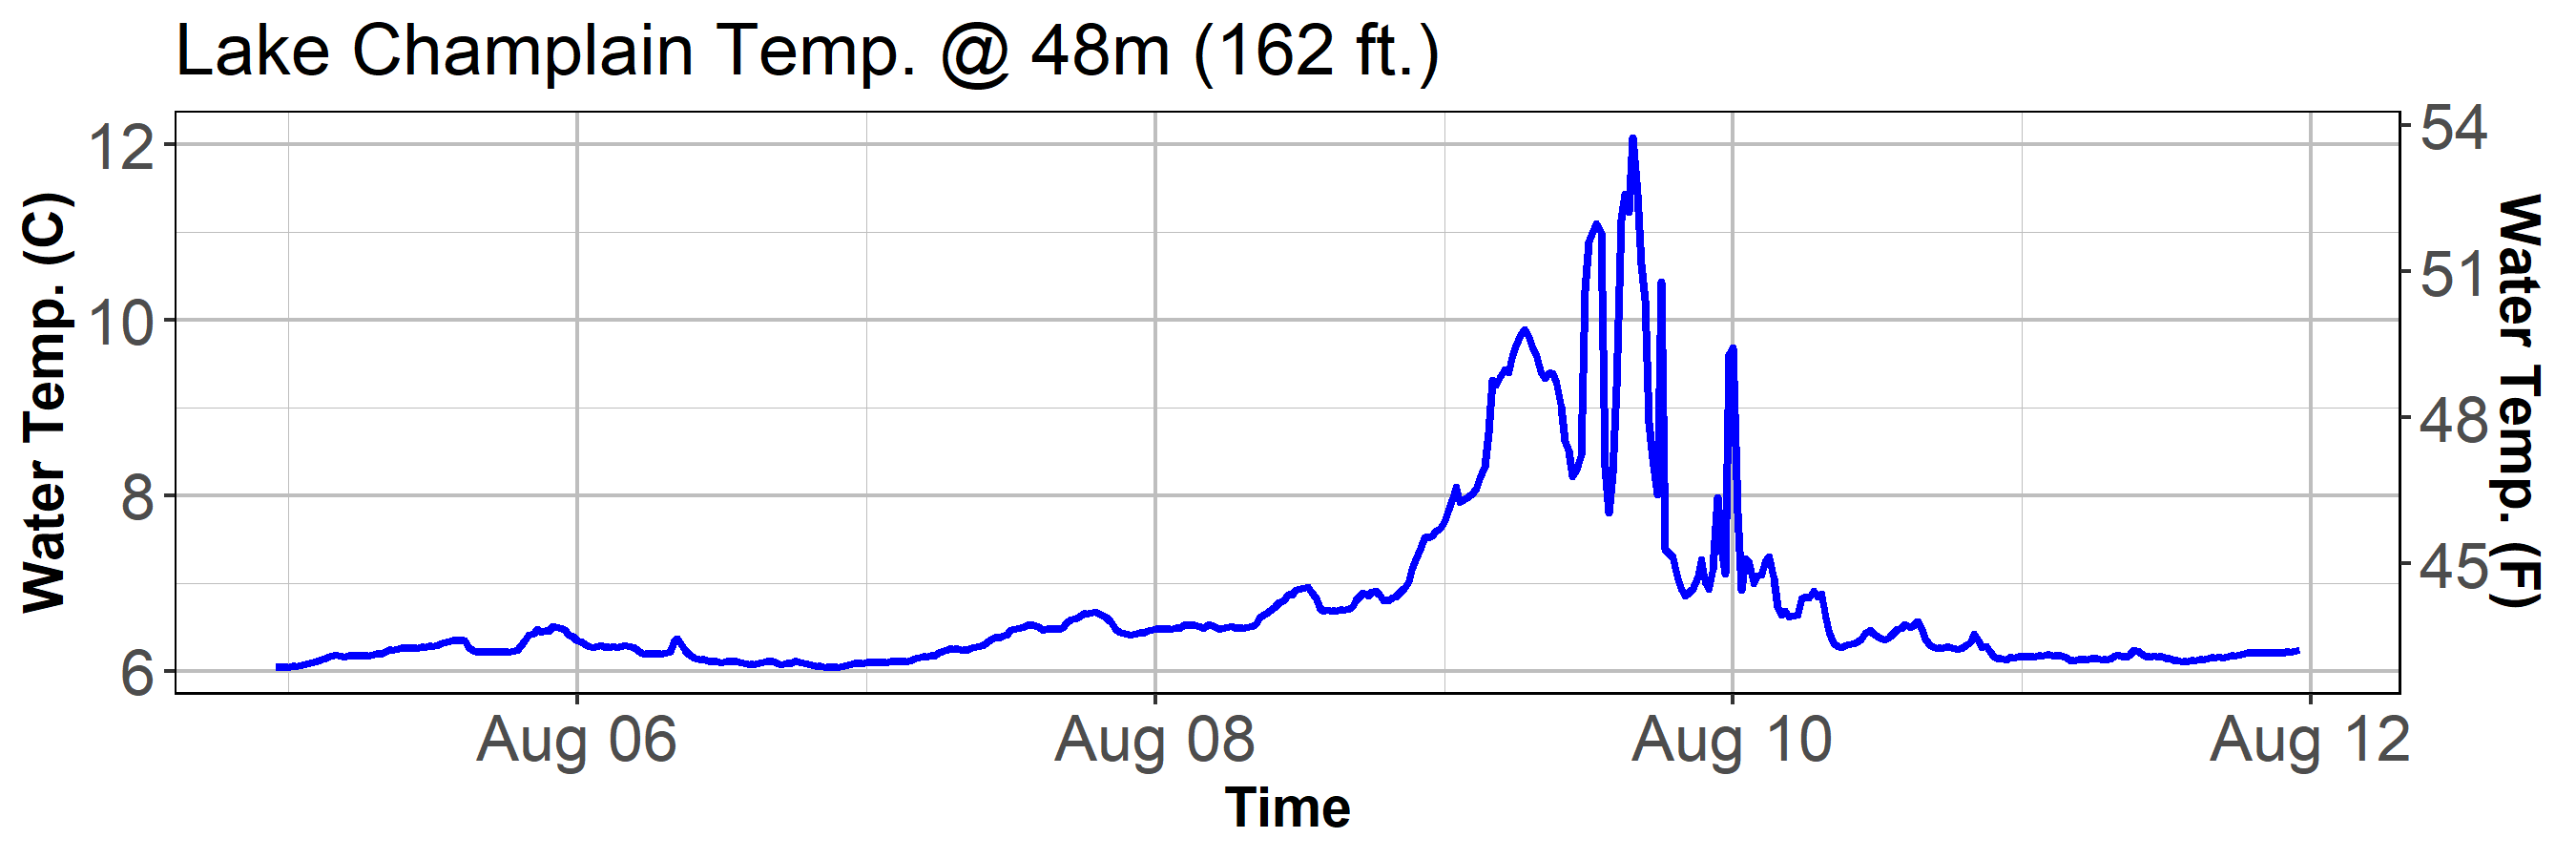 Lake Champlain Temp. @ 48m (162 ft.)
Water Temp. (C)
12
10
8
6
54
51
48
45
Water Temp. (F)
Aug 06 Aug 08 Aug 10 Aug 12
Time